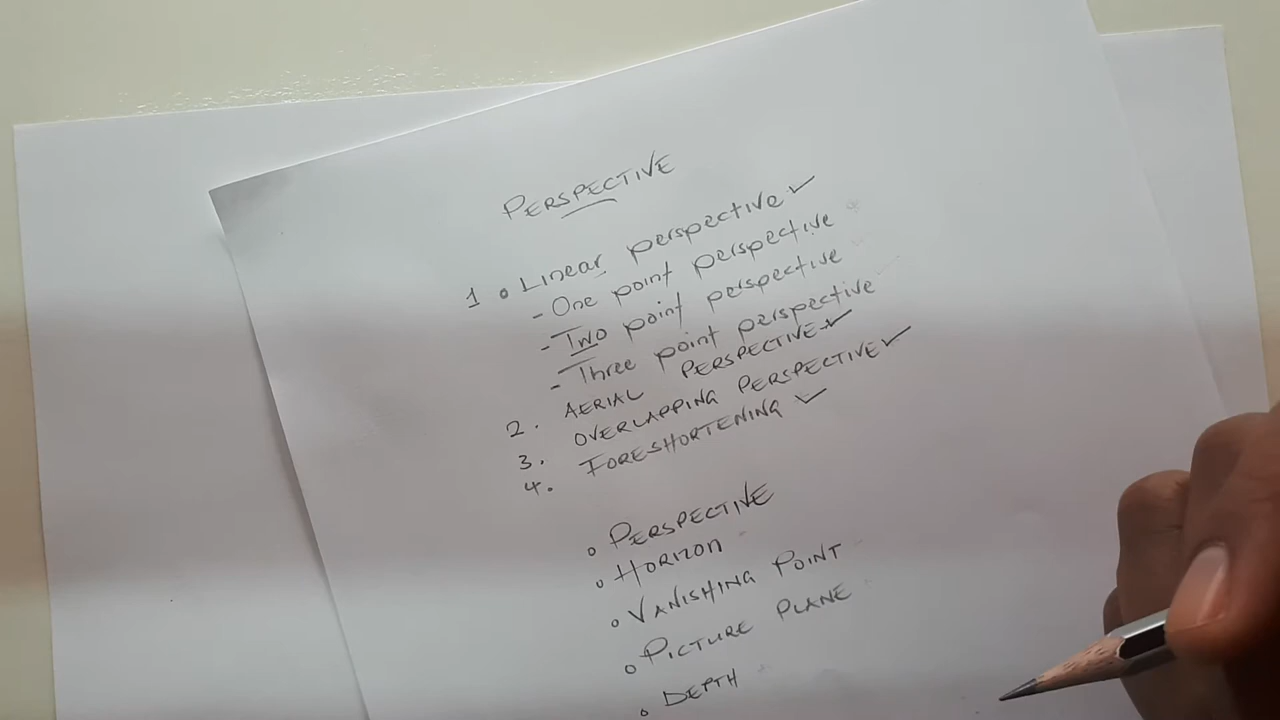 PERSPECTIVE
1 • Linear perspective ✓
- One point perspective
- Two point perspective
- Three point perspective
2. AERIAL PERSPECTIVE ✓
3. OVERLAPPING PERSPECTIVE ✓
4. FORESHORTENING ✓
• PERSPECTIVE
• HORIZON
• VANISHING POINT
• PICTURE PLANE
• DEPTH